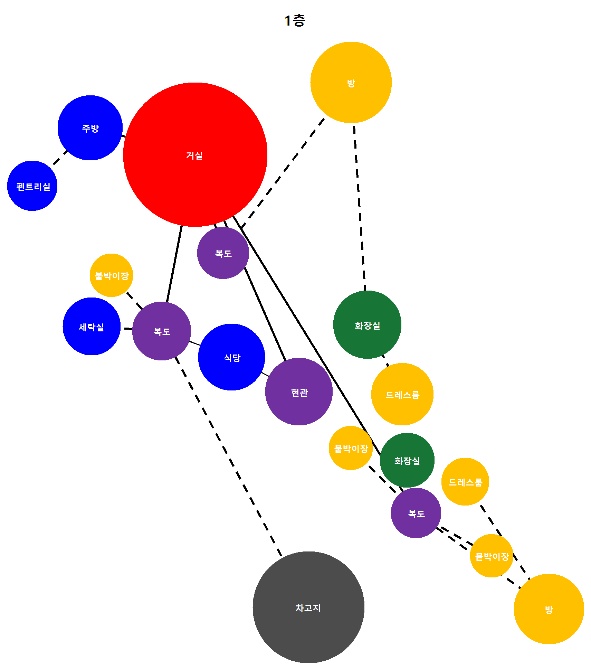 1층
방
주방
거실
펜트리실
복도
붙박이장
세탁실
복도
화장실
식당
현관
드레스룸
붙박이장
화장실
드레스룸
복도
붙박이장
차고지
방